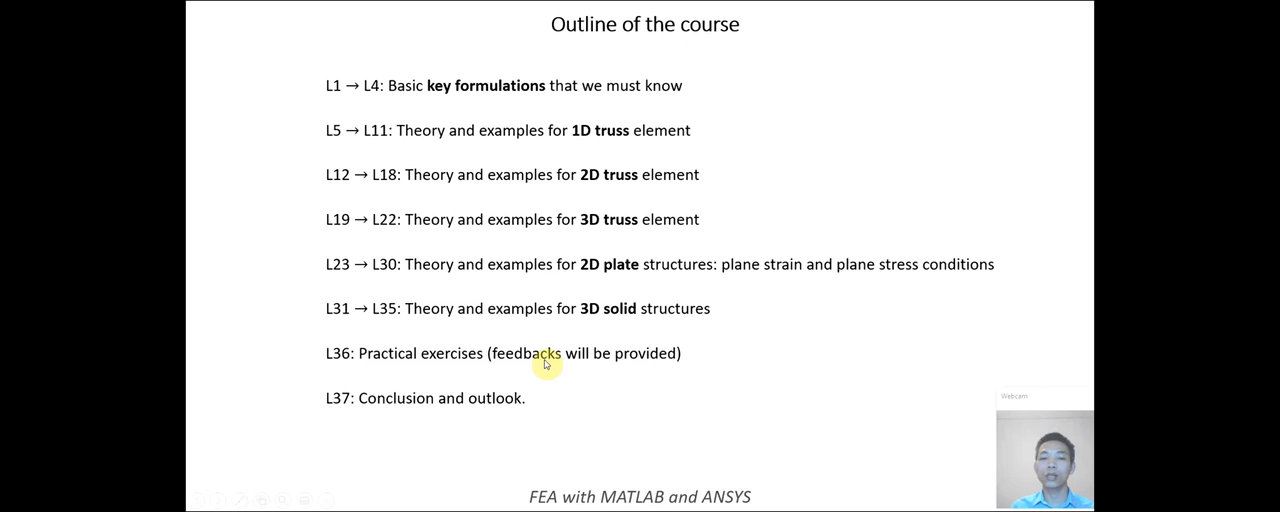 Outline of the course
L1 → L4: Basic key formulations that we must know
L5 → L11: Theory and examples for 1D truss element
L12 → L18: Theory and examples for 2D truss element
L19 → L22: Theory and examples for 3D truss element
L23 → L30: Theory and examples for 2D plate structures: plane strain and plane stress conditions
L31 → L35: Theory and examples for 3D solid structures
L36: Practical exercises (feedbacks will be provided)
L37: Conclusion and outlook.
Webcam
FEA with MATLAB and ANSYS